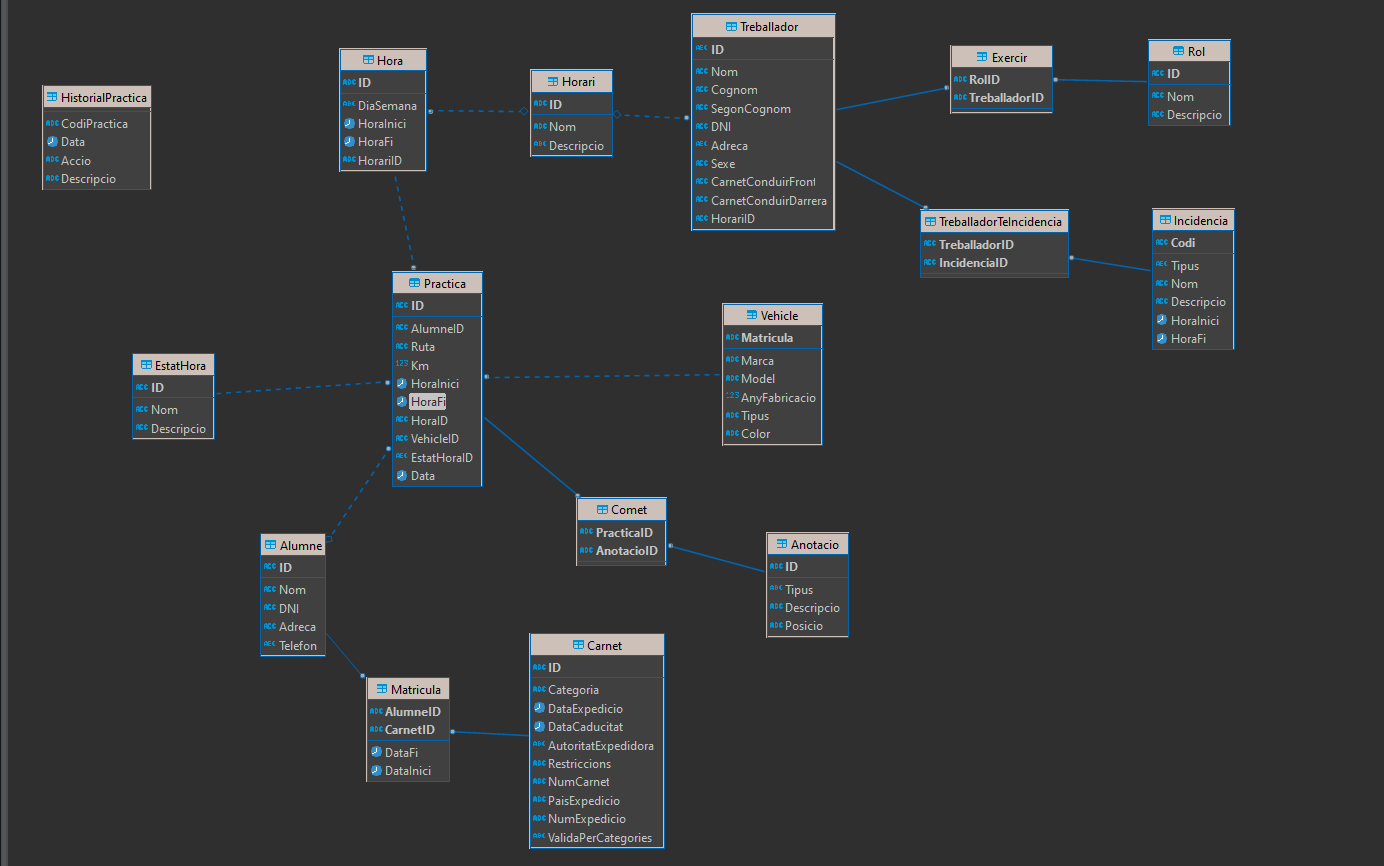 HistorialPractica
CodiPractica
Data
Accio
Descripcio
Hora
ID
DiaSemana
HoraInici
HoraFi
HorariID
Horari
ID
Nom
Descripcio
Treballador
ID
Nom
Cognom
SegonCognom
DNI
Adreca
Sexe
CarnetConduirFront
CarnetConduirDarrera
HorariID
Exercir
RolID
TreballadorID
Rol
ID
Nom
Descripcio
TreballadorTeIncidencia
TreballadorID
IncidenciaID
Incidencia
Codi
Tipus
Nom
Descripcio
HoraInici
HoraFi
Practica
ID
AlumneID
Ruta
123 Km
HoraInici
HoraFi
HoraID
VehicleID
EstatHoraID
Data
Vehicle
Matricula
Marca
Model
123 AnyFabricacio
Tipus
Color
EstatHora
ID
Nom
Descripcio
Comet
PracticaID
AnotacioID
Anotacio
ID
Tipus
Descripcio
Posicio
Alumne
ID
Nom
DNI
Adreca
Telefon
Matricula
AlumneID
CarnetID
DataFi
DataInici
Carnet
ID
Categoria
DataExpedicio
DataCaducitat
AutoritatExpedidora
Restriccions
NumCarnet
PaisExpedicio
NumExpedicio
ValidaPerCategories